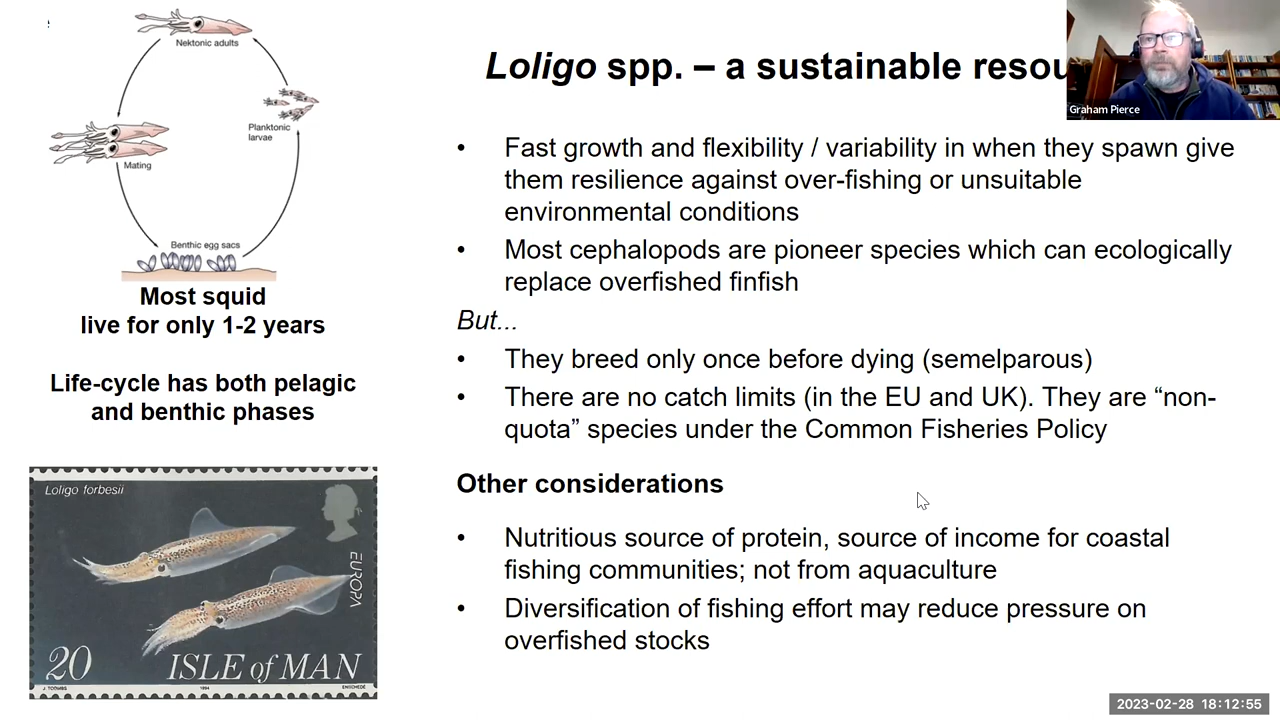 Nektonic adults
Planktonic
larvae
Mating
Benthic egg sacs
Most squid
live for only 1-2 years
Life-cycle has both pelagic
and benthic phases
Loligo forbesii
EUROPA
20 ISLE of MAN
J. TOOMBS 1994 ENSCHEDÉ
Loligo spp. – a sustainable resou
Graham Pierce
• Fast growth and flexibility / variability in when they spawn give
them resilience against over-fishing or unsuitable
environmental conditions
• Most cephalopods are pioneer species which can ecologically
replace overfished finfish
But...
• They breed only once before dying (semelparous)
• There are no catch limits (in the EU and UK). They are “non-
quota” species under the Common Fisheries Policy
Other considerations
• Nutritious source of protein, source of income for coastal
fishing communities; not from aquaculture
• Diversification of fishing effort may reduce pressure on
overfished stocks
2023-02-28 18:12:55